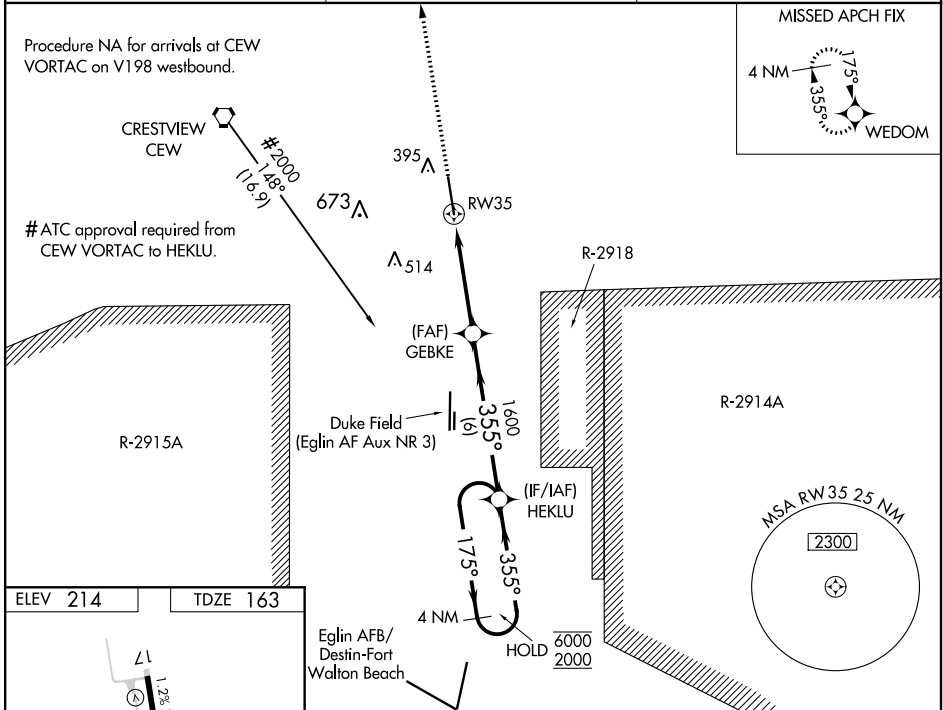 Procedure NA for arrivals at CEW
VORTAC on V198 westbound.
MISSED APCH FIX
4 NM
175°
355°
WEDOM
CRESTVIEW
CEW
#2000
148°
(16.9)
395
673
RW35
514
#ATC approval required from
CEW VORTAC to HEKLU.
R-2918
(FAF)
GEBKE
R-2915A
Duke Field
(Eglin AF Aux NR 3)
1600
355°
(6)
R-2914A
(IF/IAF)
HEKLU
175°
355°
4 NM
HOLD
6000
2000
MSA RW35 25 NM
2300
ELEV 214
TDZE 163
Eglin AFB/
Destin-Fort
Walton Beach
17
1.2%